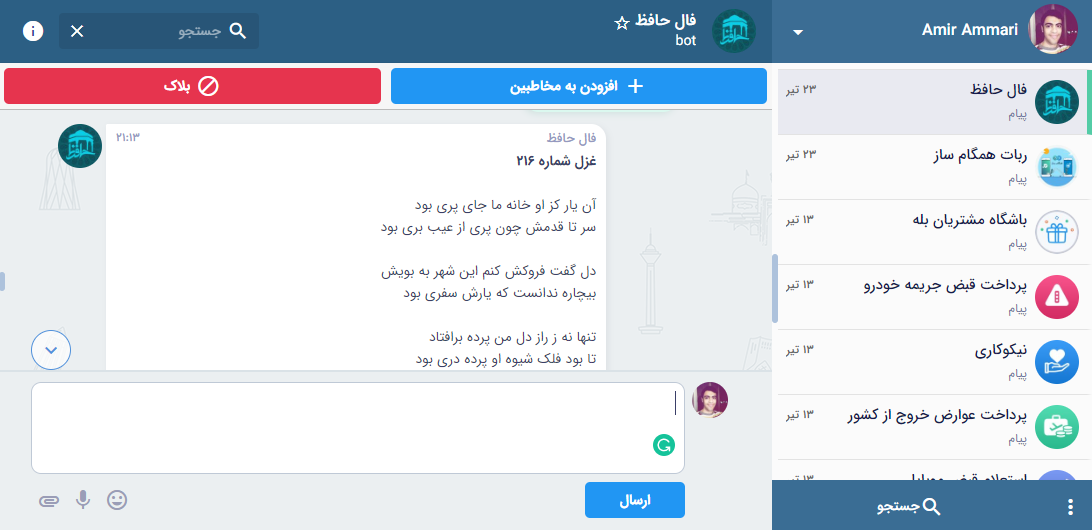 Amir Ammari
فال حافظ
۲۳ تیر
پیام
ربات همگام ساز
۲۳ تیر
پیام
باشگاه مشتریان بله
۱۳ تیر
پیام
پرداخت قبض جریمه خودرو
۱۳ تیر
پیام
نیکوکاری
۱۳ تیر
پیام
پرداخت عوارض خروج از کشور
۱۳ تیر
پیام
استعلام قبض موبایل
۱۳ تیر
جستجو
فال حافظ
bot
جستجو
افزودن به مخاطبین
بلاک
فال حافظ
۲۱:۱۳
غزل شماره ۲۱۶
آن یار کز او خانه ما جای پری بود
سر تا قدمش چون پری از عیب بری بود
دل گفت فروکش کنم این شهر به بویش
بیچاره ندانست که یارش سفری بود
تنها نه ز راز دل من پرده برافتاد
تا بود فلک شیوه او پرده دری بود
ارسال